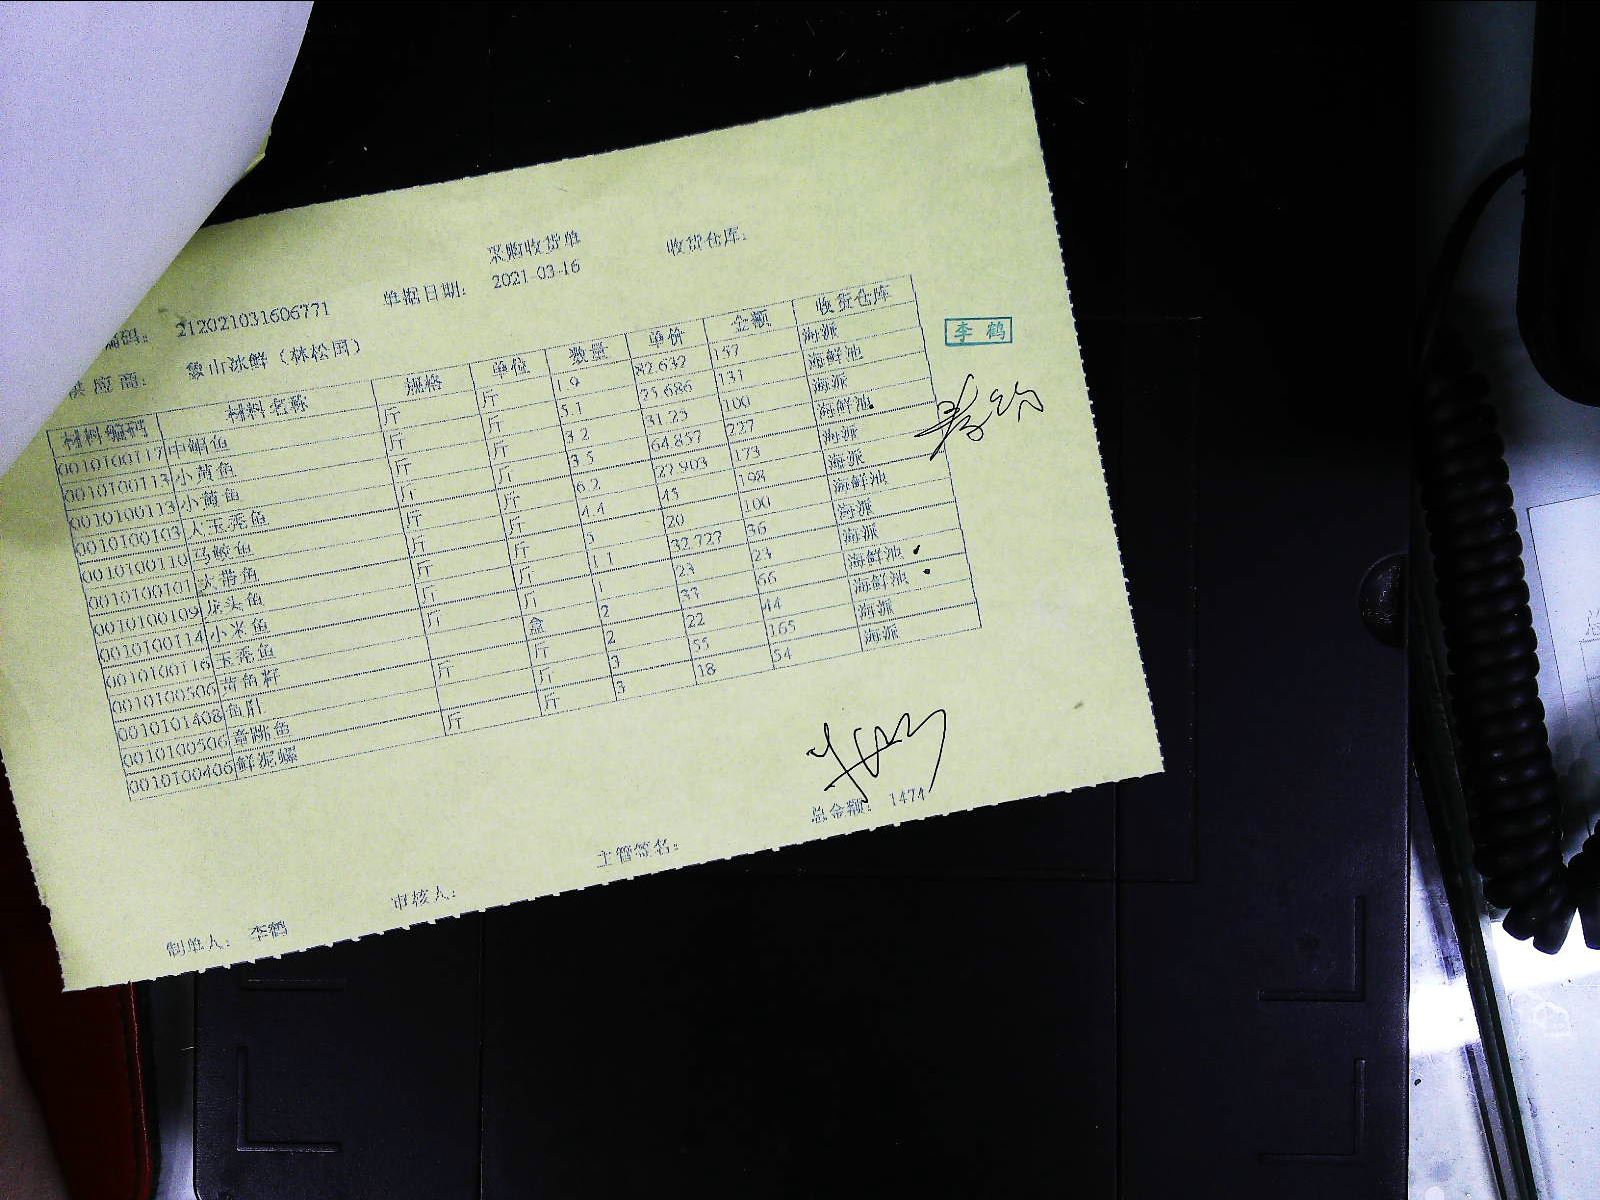 采购收货单
编码: 212021031606771 单据日期: 2021-03-16 收货仓库:
供应商: 象山冰鲜（林松国）
材料编码 材料名称 规格 单位 数量 单价 金额 收货仓库
0010100117 中鲳鱼 斤 斤 1.9 82.632 157 海派
0010100113 小黄鱼 斤 斤 5.1 25.686 131 海鲜池
0010100113 小黄鱼 斤 斤 3.2 31.25 100 海派
0010100103 大玉秃鱼 斤 斤 3.5 64.857 227 海鲜池
0010100110 马鲛鱼 斤 斤 6.2 27.903 173 海派
0010100101 大带鱼 斤 斤 4.4 45 198 海派
0010100109 虎头鱼 斤 斤 5 20 100 海鲜池
0010100114 小米鱼 斤 斤 1.1 32.727 36 海派
0010100116 玉秃鱼 斤 斤 1 23 23 海派
0010100506 黄鱼籽 盒 2 33 66 海鲜池
0010101408 鱼肚 斤 斤 2 22 44 海鲜池
0010100506 章跳鱼 斤 3 55 165 海派
0010100406 鲜泥螺 斤 斤 3 18 54 海派
李鹤
制单人: 李鹤 审核人: 主管签名: 总金额: 1474